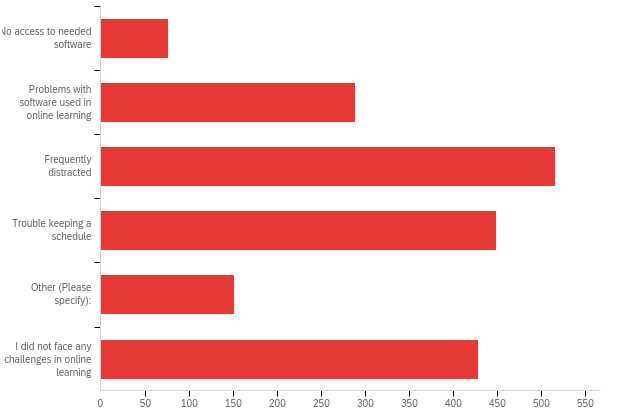 No access to needed
software
Problems with
software used in
online learning
Frequently
distracted
Trouble keeping a
schedule
Other (Please
specify):
I did not face any
challenges in online
learning
0 50 100 150 200 250 300 350 400 450 500 550